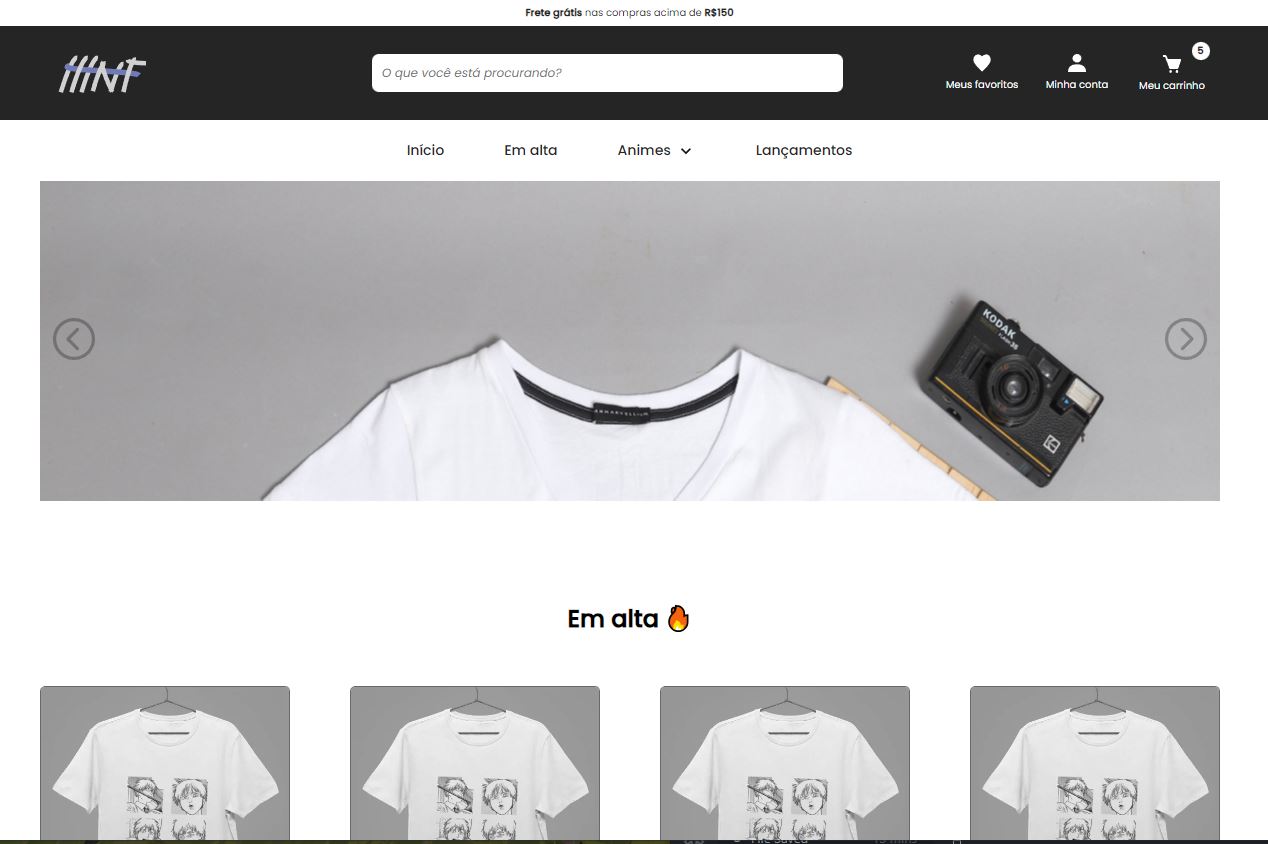 Frete grátis nas compras acima de R$150
O que você está procurando?
5
Meus favoritos
Minha conta
Meu carrinho
Início
Em alta
Animes
Lançamentos
KODAK
Em alta